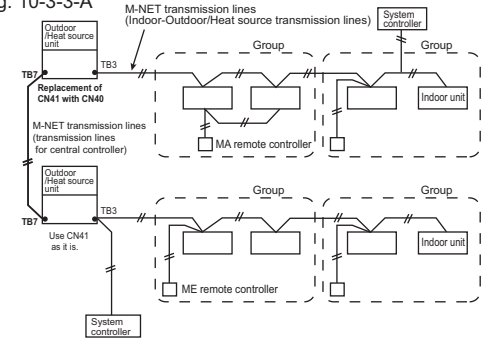 g. 10-3-3-A
M-NET transmission lines
(Indoor-Outdoor/Heat source transmission lines)
System
controller
Outdoor
/Heat source
unit
TB3
TB7
Replacement of
CN41 with CN40
Group
Group
Indoor unit
MA remote controller
M-NET transmission lines
(transmission lines
for central controller)
Outdoor
/Heat source
unit
TB3
TB7
Use CN41
as it is.
Group
Group
Indoor unit
ME remote controller
System
controller